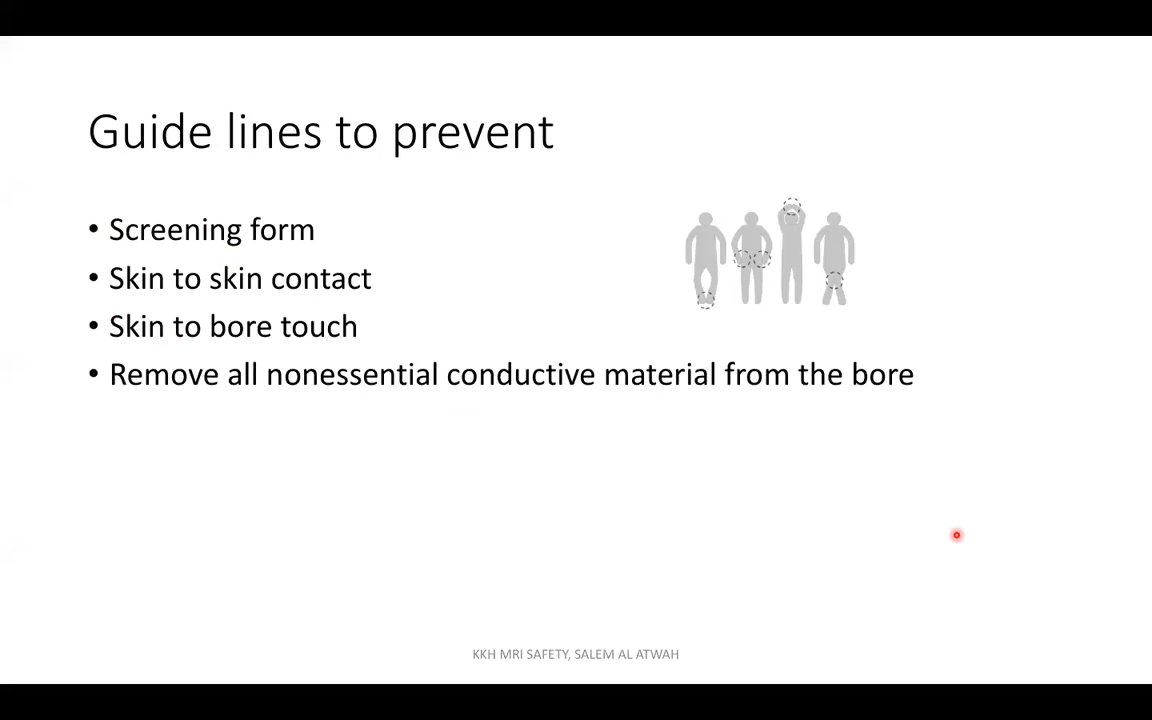 Guide lines to prevent
• Screening form
• Skin to skin contact
• Skin to bore touch
• Remove all nonessential conductive material from the bore
KKH MRI SAFETY, SALEM AL ATWAH